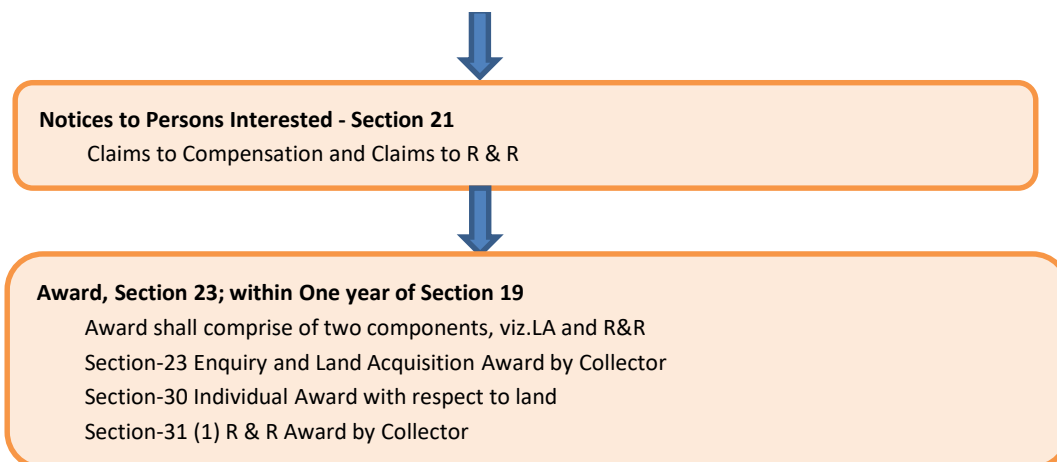 Notices to Persons Interested - Section 21
Claims to Compensation and Claims to R & R
Award, Section 23; within One year of Section 19
Award shall comprise of two components, viz.LA and R&R
Section-23 Enquiry and Land Acquisition Award by Collector
Section-30 Individual Award with respect to land
Section-31 (1) R & R Award by Collector